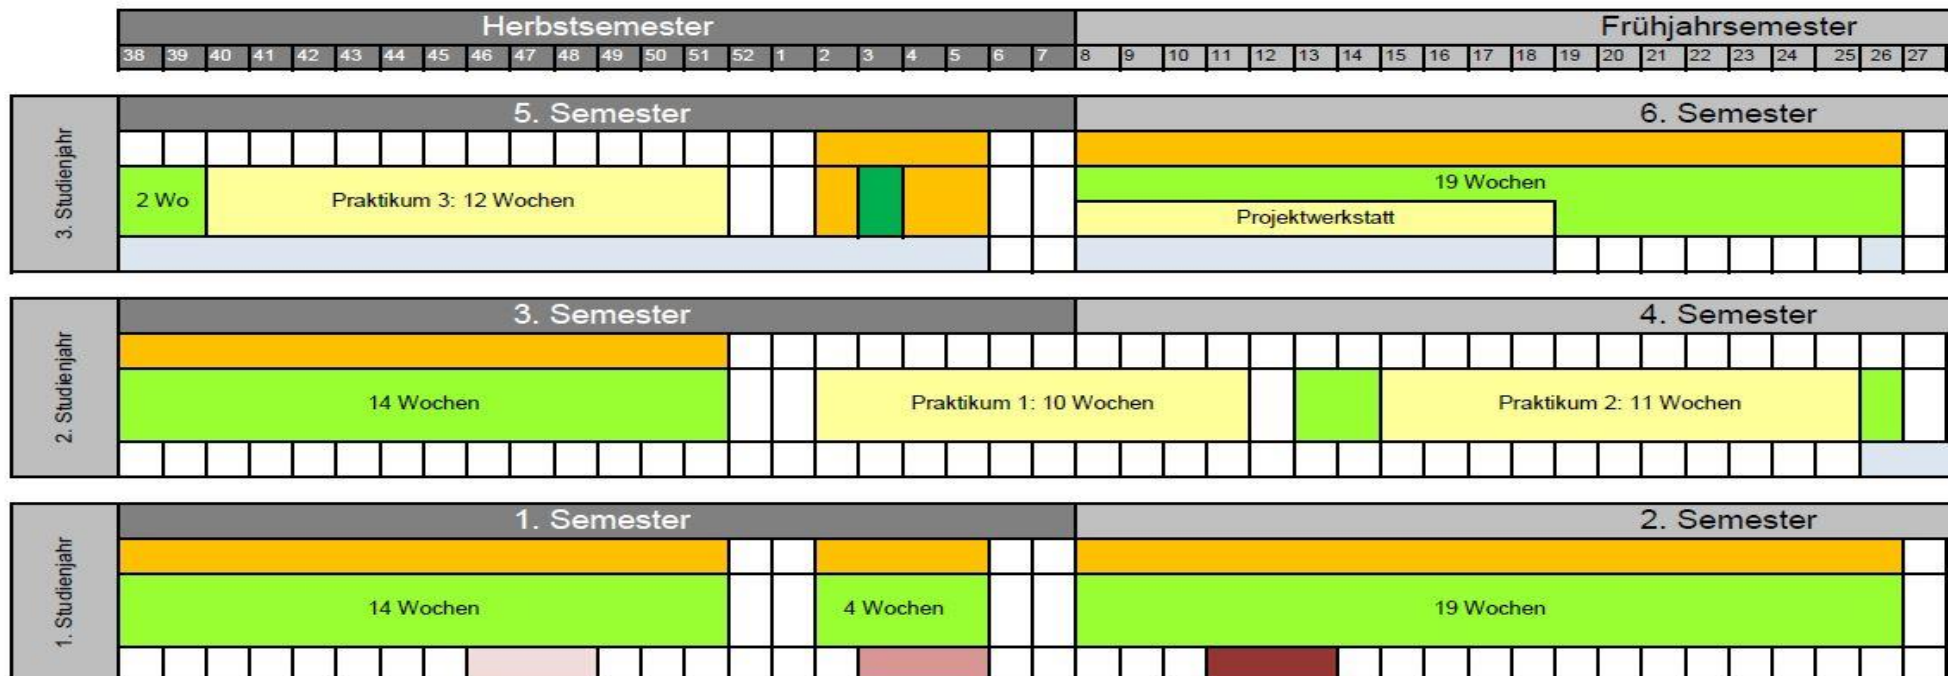 Herbstsemester Frühjahrsemester
38 39 40 41 42 43 44 45 46 47 48 49 50 51 52 1 2 3 4 5 6 7 8 9 10 11 12 13 14 15 16 17 18 19 20 21 22 23 24 25 26 27
3. Studienjahr
5. Semester 6. Semester
2 Wo Praktikum 3: 12 Wochen 19 Wochen
Projektwerkstatt
2. Studienjahr
3. Semester 4. Semester
14 Wochen Praktikum 1: 10 Wochen Praktikum 2: 11 Wochen
1. Studienjahr
1. Semester 2. Semester
14 Wochen 4 Wochen 19 Wochen